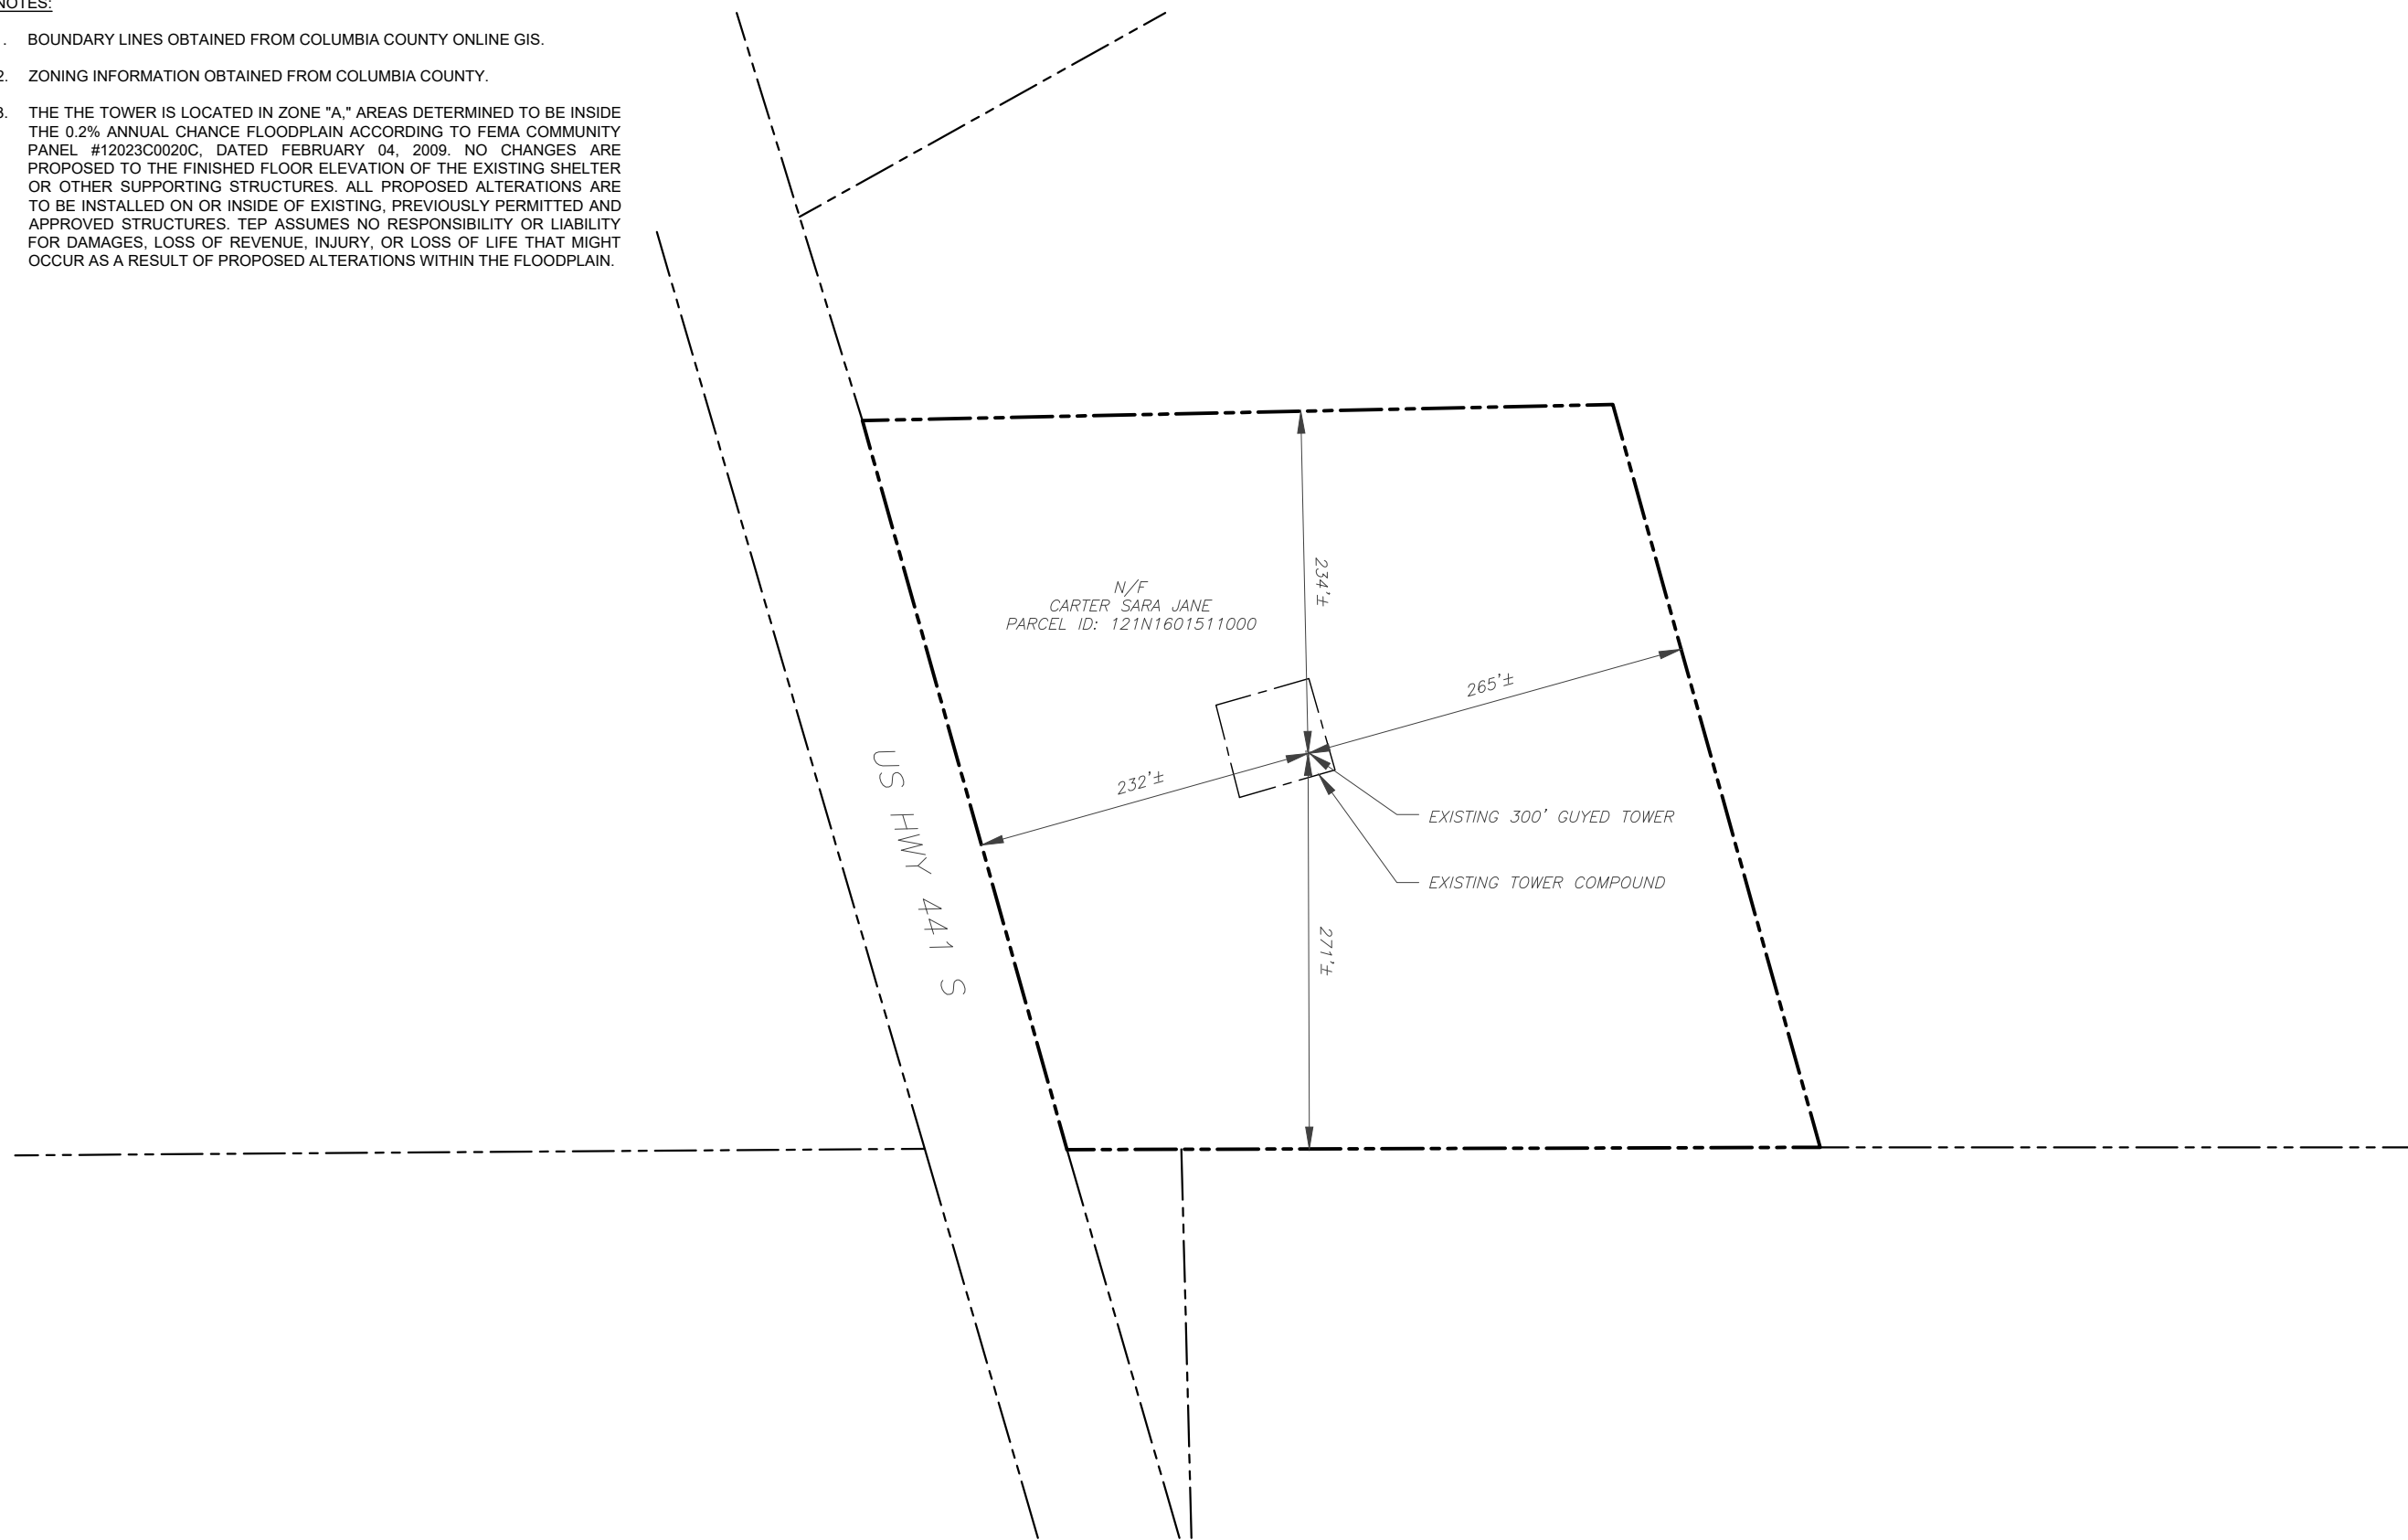 NOTES:
. BOUNDARY LINES OBTAINED FROM COLUMBIA COUNTY ONLINE GIS.
2. ZONING INFORMATION OBTAINED FROM COLUMBIA COUNTY.
3. THE THE TOWER IS LOCATED IN ZONE "A," AREAS DETERMINED TO BE INSIDE
THE 0.2% ANNUAL CHANCE FLOODPLAIN ACCORDING TO FEMA COMMUNITY
PANEL #12023C0020C, DATED FEBRUARY 04, 2009. NO CHANGES ARE
PROPOSED TO THE FINISHED FLOOR ELEVATION OF THE EXISTING SHELTER
OR OTHER SUPPORTING STRUCTURES. ALL PROPOSED ALTERATIONS ARE
TO BE INSTALLED ON OR INSIDE OF EXISTING, PREVIOUSLY PERMITTED AND
APPROVED STRUCTURES. TEP ASSUMES NO RESPONSIBILITY OR LIABILITY
FOR DAMAGES, LOSS OF REVENUE, INJURY, OR LOSS OF LIFE THAT MIGHT
OCCUR AS A RESULT OF PROPOSED ALTERATIONS WITHIN THE FLOODPLAIN.
234'±
N/F
CARTER SARA JANE
PARCEL ID: 121N1601511000
265'±
232'±
US HWY 441 S
EXISTING 300' GUYED TOWER
EXISTING TOWER COMPOUND
271'±